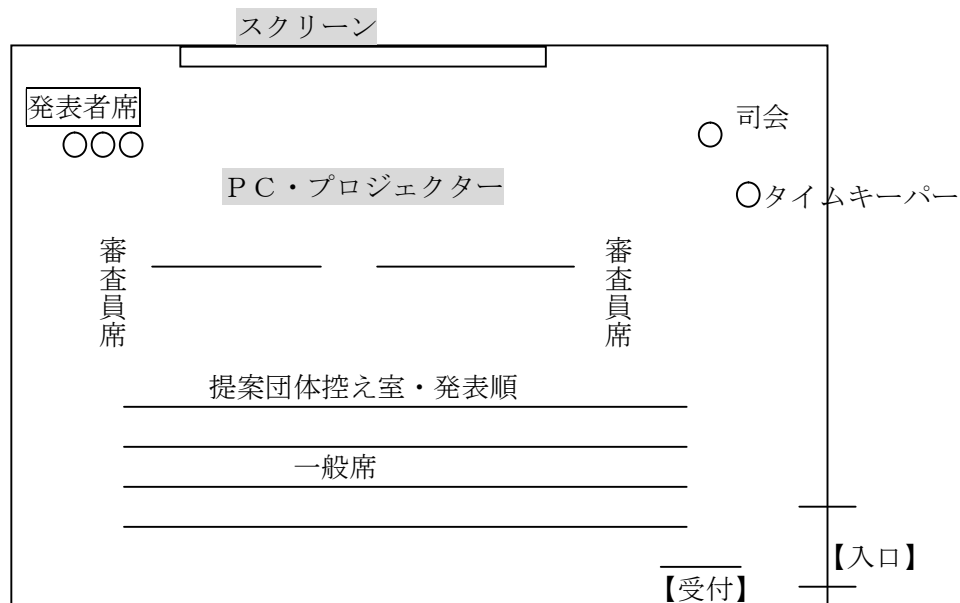 スクリーン
発表者席
司会
ＰＣ・プロジェクター
タイムキーパー
審査員席
審査員席
提案団体控え室・発表順
一般席
【入口】
【受付】